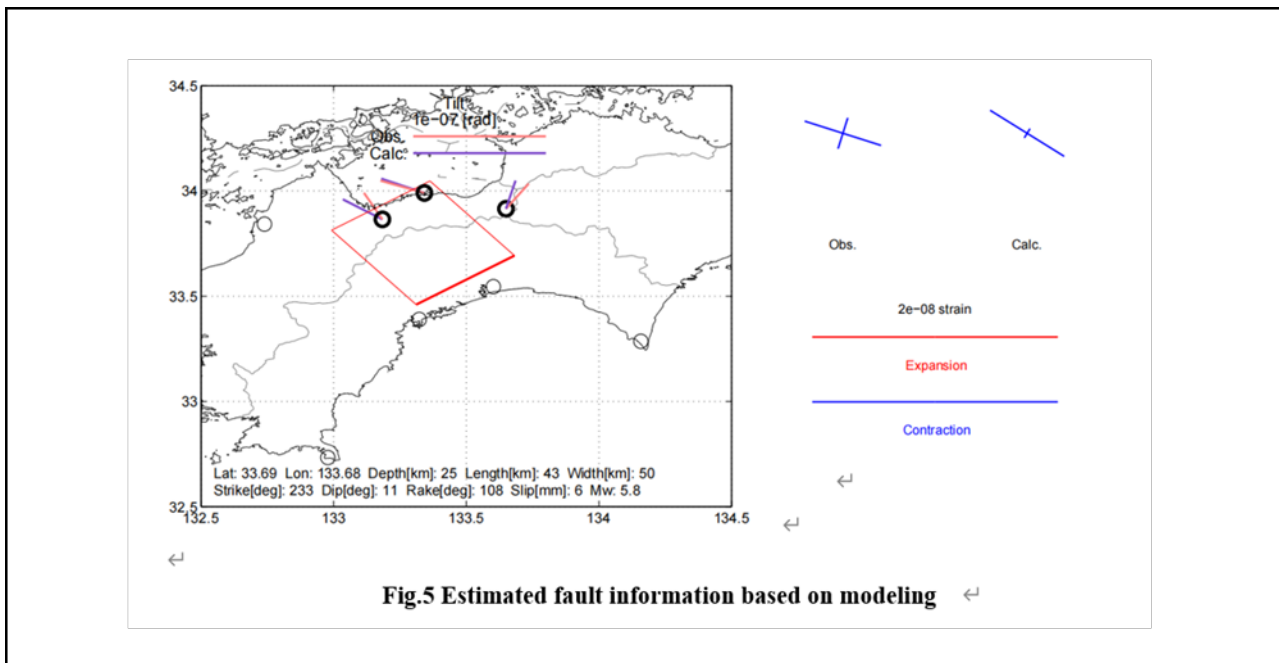 34.5
Tilt
1e−07 [rad]
Obs.
Calc.
34
33.5
33
Lat: 33.69 Lon: 133.68 Depth[km]: 25 Length[km]: 43 Width[km]: 50
Strike[deg]: 233 Dip[deg]: 11 Rake[deg]: 108 Slip[mm]: 6 Mw: 5.8
32.5
132.5 133 133.5 134 134.5
Obs. Calc.
2e−08 strain
Expansion
Contraction
Fig.5 Estimated fault information based on modeling